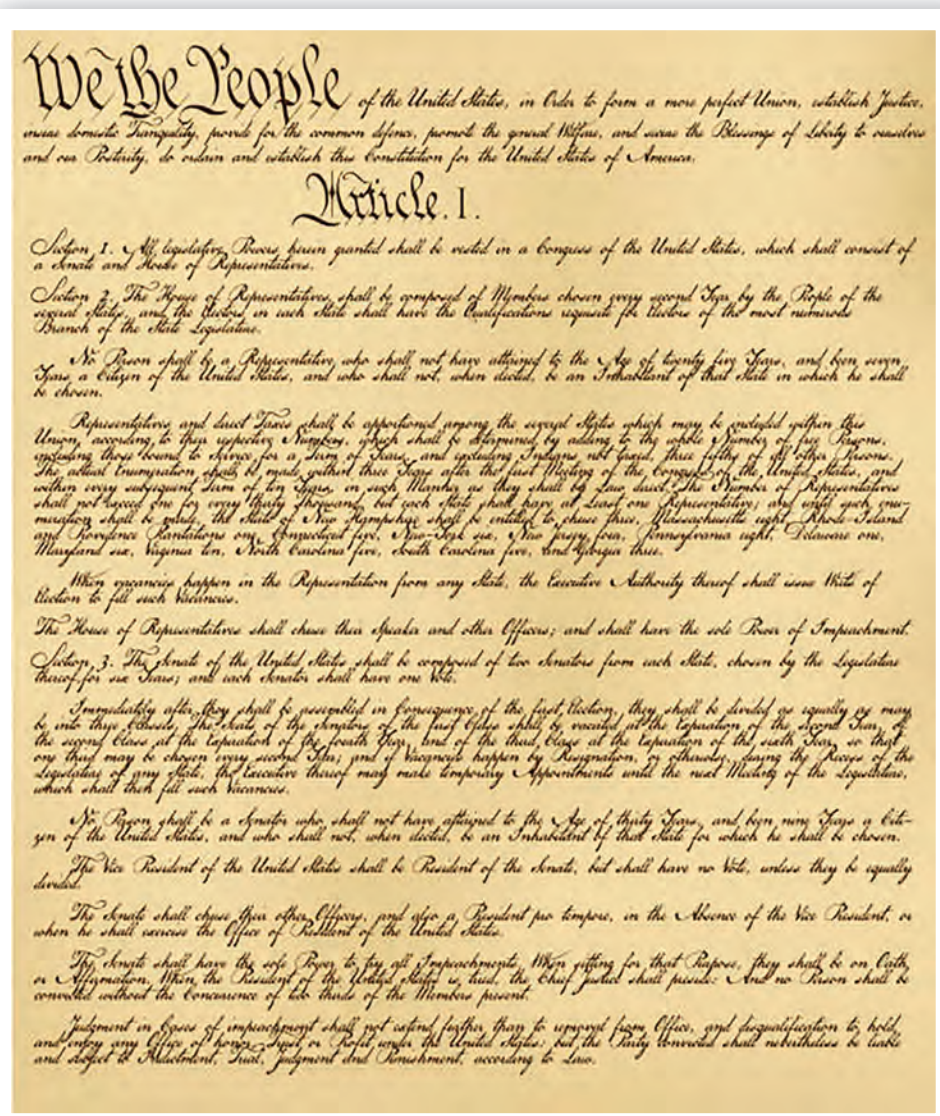 We the People of the United States, in Order to form a more perfect Union, establish Justice,
insure domestic Tranquility, provide for the common defence, promote the general Welfare, and secure the Blessings of Liberty to ourselves
and our Posterity, do ordain and establish this Constitution for the United States of America.
Article. I.
Section 1. All legislative Powers herein granted shall be vested in a Congress of the United States, which shall consist of
a Senate and House of Representatives.
Section 2. The House of Representatives shall be composed of Members chosen every second Year by the People of the
several States, and the Electors in each State shall have the Qualifications requisite for Electors of the most numerous
Branch of the State Legislature.
No Person shall be a Representative who shall not have attained to the Age of twenty five Years, and been seven
Years a Citizen of the United States, and who shall not, when elected, be an Inhabitant of that State in which he shall
be chosen.
Representatives and direct Taxes shall be apportioned among the several States which may be included within this
Union, according to their respective Numbers, which shall be determined by adding to the whole Number of free Persons,
including those bound to Service for a Term of Years, and excluding Indians not taxed, three fifths of all other Persons.
The actual Enumeration shall be made within three Years after the first Meeting of the Congress of the United States, and
within every subsequent Term of ten Years, in such Manner as they shall by Law direct. The Number of Representatives
shall not exceed one for every thirty Thousand, but each State shall have at Least one Representative; and until such enu-
meration shall be made, the State of New Hampshire shall be entitled to chuse three, Massachusetts eight, Rhode-Island
and Providence Plantations one, Connecticut five, New-York six, New Jersey four, Pennsylvania eight, Delaware one,
Maryland six, Virginia ten, North Carolina five, South Carolina five, and Georgia three.
When vacancies happen in the Representation from any State, the Executive Authority thereof shall issue Writs of
Election to fill such Vacancies.
The House of Representatives shall chuse their Speaker and other Officers; and shall have the sole Power of Impeachment.
Section 3. The Senate of the United States shall be composed of two Senators from each State, chosen by the Legislature
thereof, for six Years; and each Senator shall have one Vote.
Immediately after they shall be assembled in Consequence of the first Election, they shall be divided as equally as may
be into three Classes. The Seats of the Senators of the first Class shall be vacated at the Expiration of the second Year, of
the second Class at the Expiration of the fourth Year, and of the third Class at the Expiration of the sixth Year, so that
one third may be chosen every second Year; and if Vacancies happen by Resignation, or otherwise, during the Recess of the
Legislature of any State, the Executive thereof may make temporary Appointments until the next Meeting of the Legislature,
which shall then fill such Vacancies.
No Person shall be a Senator who shall not have attained to the Age of thirty Years, and been nine Years a Citi-
zen of the United States, and who shall not, when elected, be an Inhabitant of that State for which he shall be chosen.
The Vice President of the United States shall be President of the Senate, but shall have no Vote, unless they be equally
divided.
The Senate shall chuse their other Officers, and also a President pro tempore, in the Absence of the Vice President, or
when he shall exercise the Office of President of the United States.
The Senate shall have the sole Power to try all Impeachments. When sitting for that Purpose, they shall be on Oath
or Affirmation. When the President of the United States is tried, the Chief Justice shall preside: And no Person shall be
convicted without the Concurrence of two thirds of the Members present.
Judgment in Cases of impeachment shall not extend further than to removal from Office, and disqualification to hold
and enjoy any Office of honor, Trust or Profit under the United States: but the Party convicted shall nevertheless be liable
and subject to Indictment, Trial, Judgment and Punishment, according to Law.